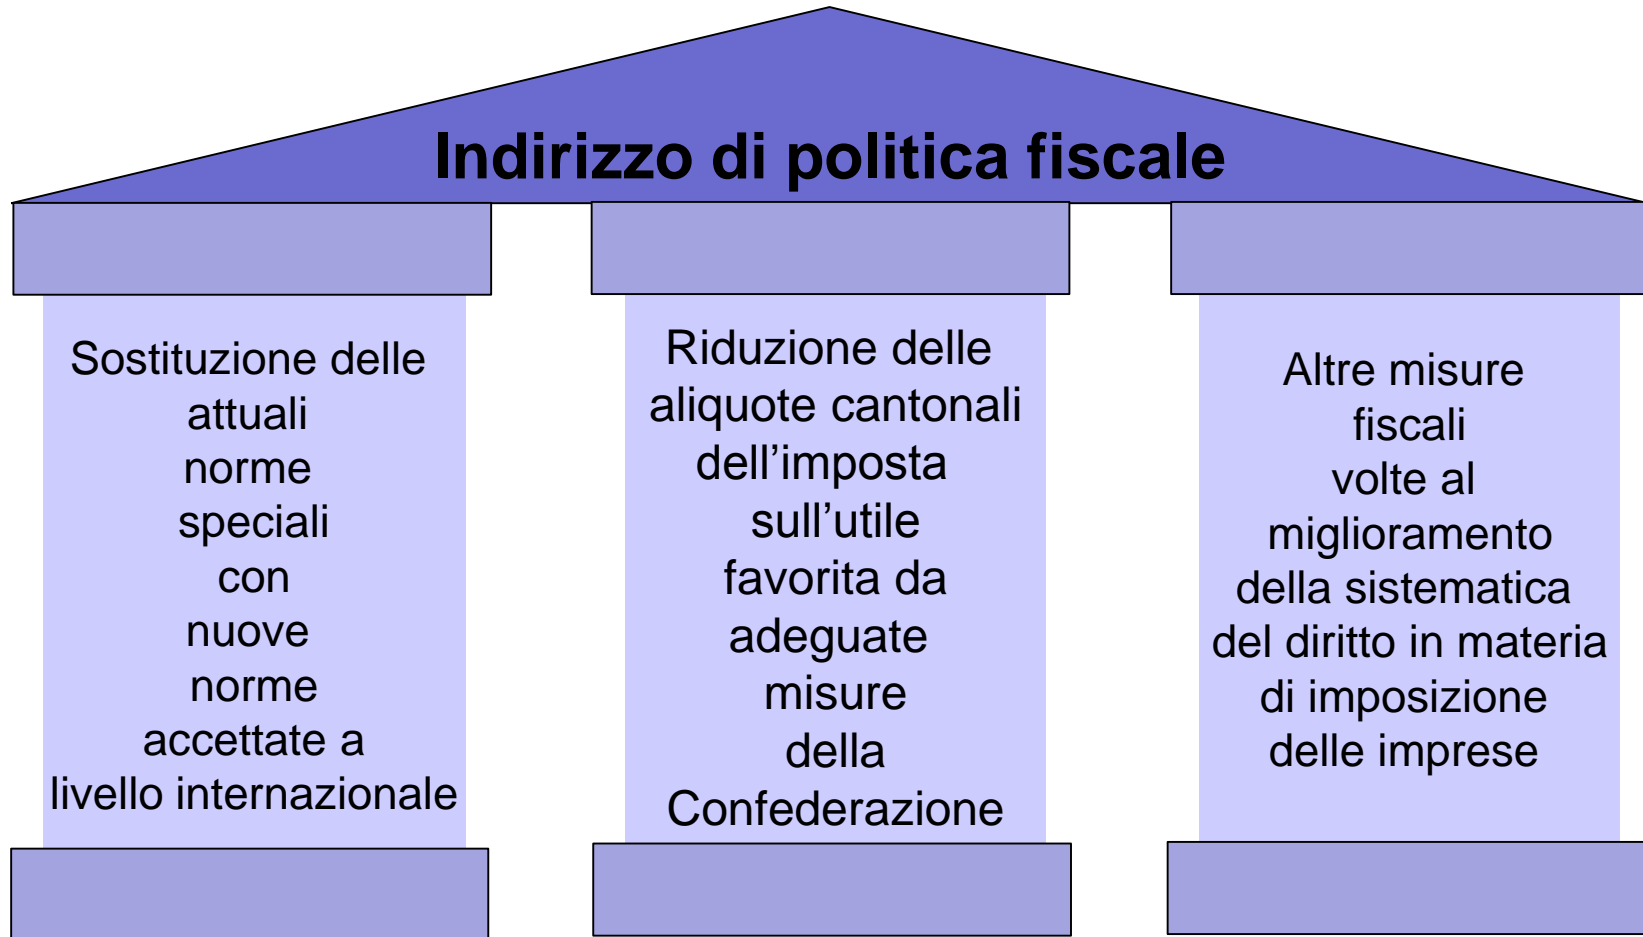 Indirizzo di politica fiscale
Sostituzione delle
attuali
norme
speciali
con
nuove
norme
accettate a
livello internazionale
Riduzione delle
aliquote cantonali
dell’imposta
sull’utile
favorita da
adeguate
misure
della
Confederazione
Altre misure
fiscali
volte al
miglioramento
della sistematica
del diritto in materia
di imposizione
delle imprese